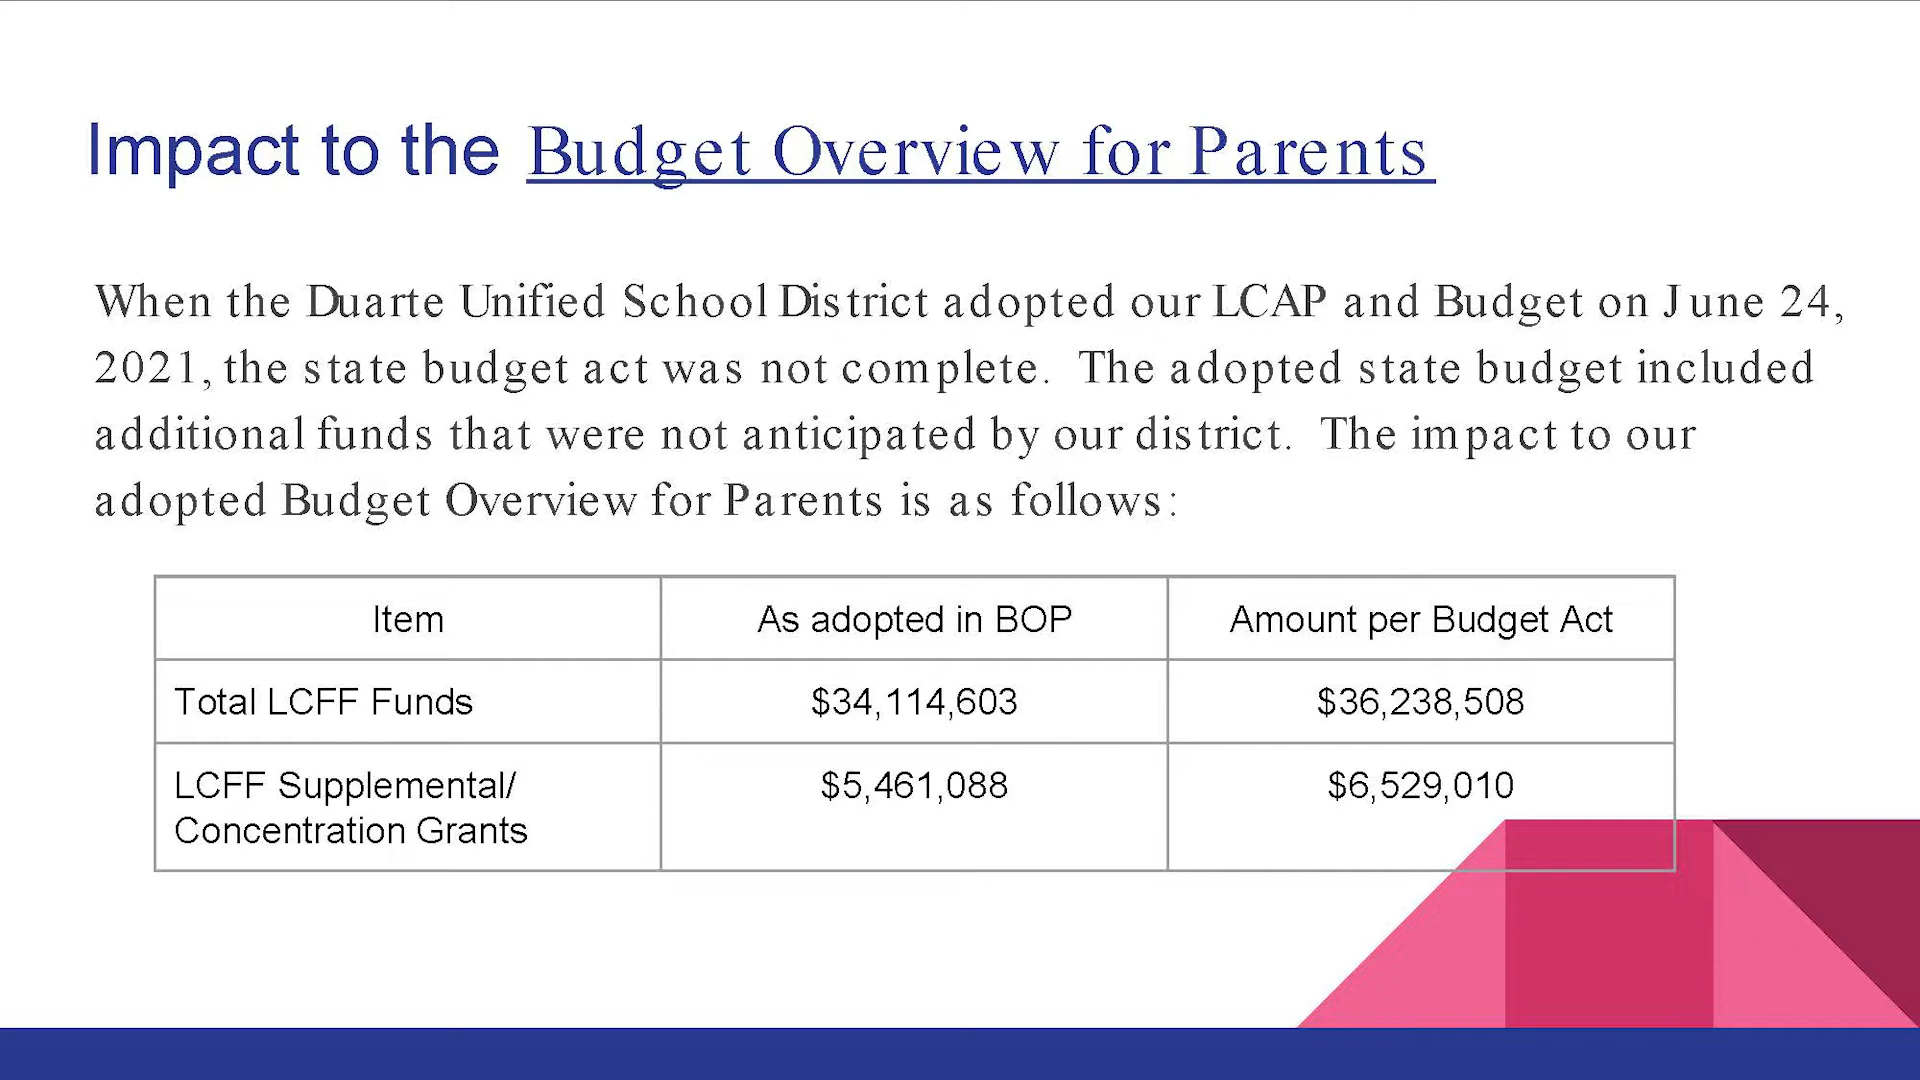 Impact to the Budget Overview for Parents
When the Duarte Unified School District adopted our LCAP and Budget on June 24,
2021, the state budget act was not complete. The adopted state budget included
additional funds that were not anticipated by our district. The impact to our
adopted Budget Overview for Parents is as follows:
Item As adopted in BOP Amount per Budget Act
Total LCFF Funds $34,114,603 $36,238,508
LCFF Supplemental/ $5,461,088 $6,529,010
Concentration Grants